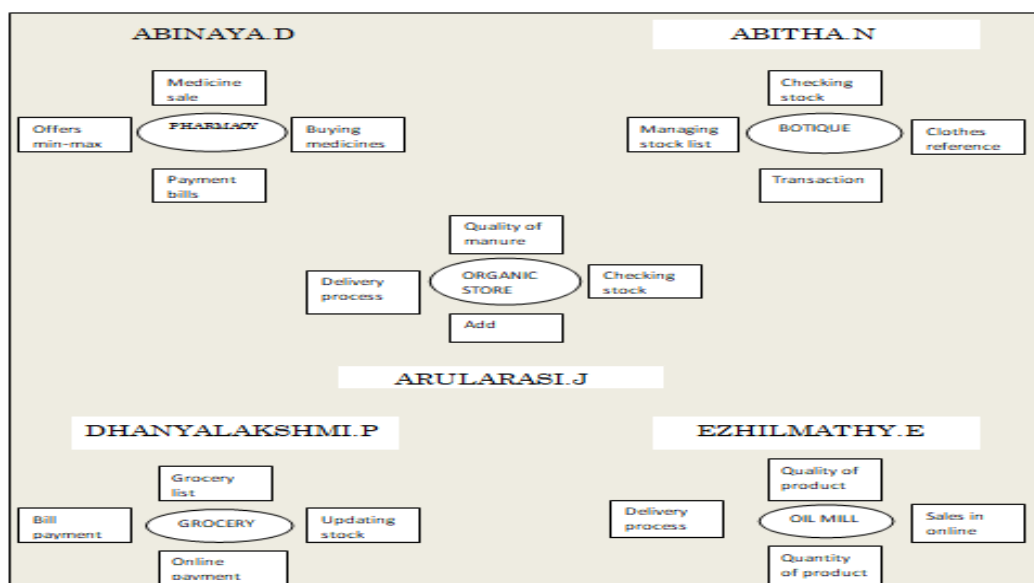 ABINAYA.D
ABITHA.N
Medicine
sale
Offers
min-max
PHARMACY
Buying
medicines
Payment
bills
Checking
stock
Managing
stock list
BOTIQUE
Clothes
reference
Transaction
Quality of
manure
Delivery
process
ORGANIC
STORE
Checking
stock
Add
ARULARASI.J
DHANYALAKSHMI.P
EZHILMATHY.E
Grocery
list
Bill
payment
GROCERY
Updating
stock
Online
payment
Quality of
product
Delivery
process
OIL MILL
Sales in
online
Quantity
of product